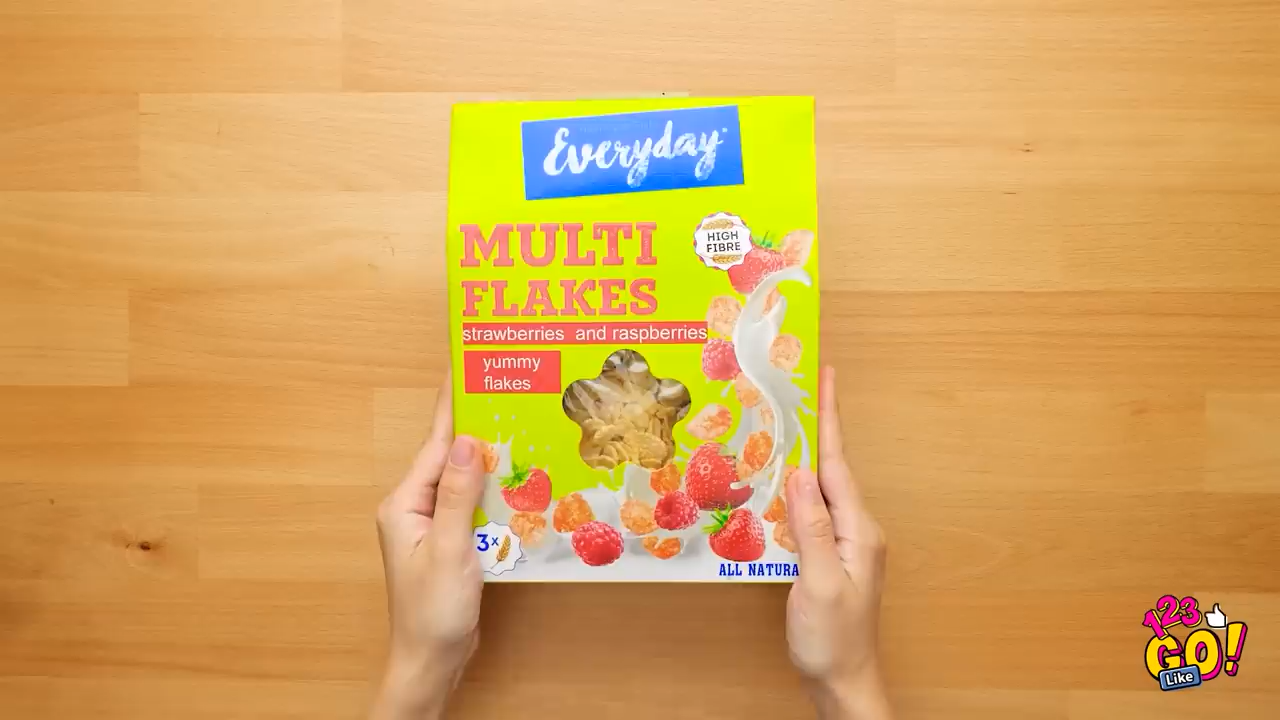 Everyday
MULTI
FLAKES
HIGH
FIBRE
strawberries and raspberries
yummy
flakes
3x
ALL NATURA
123
GO!
Like